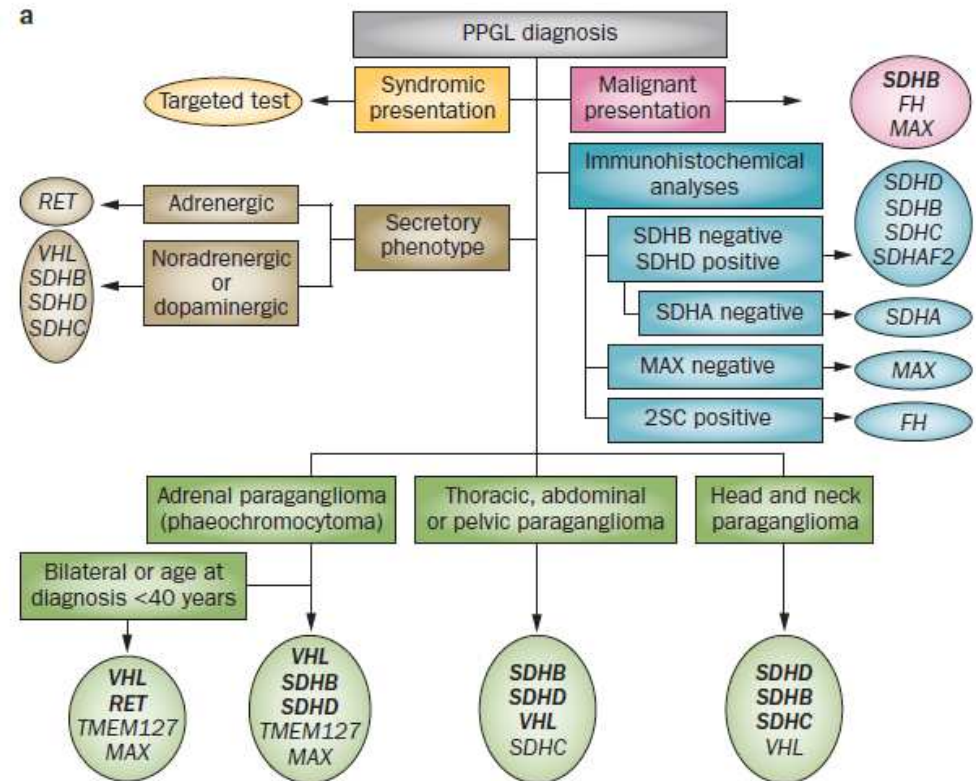 a
PPGL diagnosis
Targeted test
Syndromic
presentation
Malignant
presentation
SDHB
FH
MAX
Immunohistochemical
analyses
RET
Adrenergic
Secretory
phenotype
VHL
SDHB
SDHD
SDHC
Noradrenergic
or
dopaminergic
SDHB negative
SDHD positive
SDHD
SDHB
SDHC
SDHAF2
SDHA negative
SDHA
MAX negative
MAX
2SC positive
FH
Adrenal paraganglioma
(phaeochromocytoma)
Thoracic, abdominal
or pelvic paraganglioma
Head and neck
paraganglioma
Bilateral or age at
diagnosis <40 years
VHL
RET
TMEM127
MAX
VHL
SDHB
SDHD
TMEM127
MAX
SDHB
SDHD
VHL
SDHC
SDHD
SDHB
SDHC
VHL